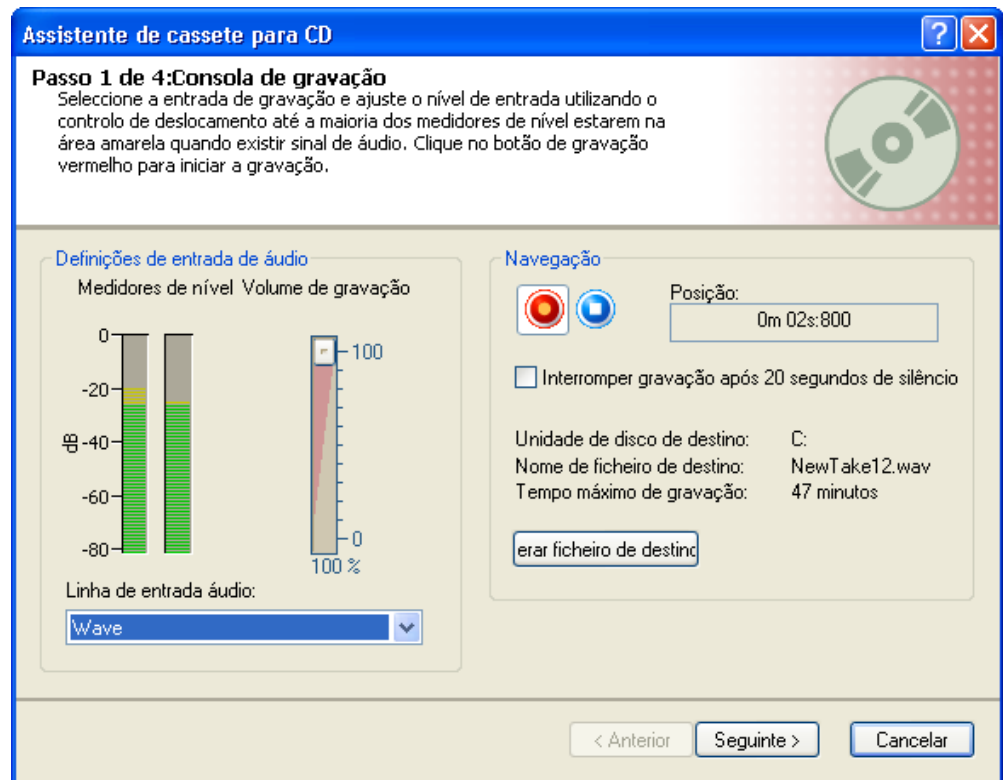 Assistente de cassete para CD
Passo 1 de 4:Consola de gravação
Seleccione a entrada de gravação e ajuste o nível de entrada utilizando o
controlo de deslocamento até a maioria dos medidores de nível estarem na
área amarela quando existir sinal de áudio. Clique no botão de gravação
vermelho para iniciar a gravação.
Definições de entrada de áudio
Medidores de nível Volume de gravação
0
-20
dB
-40
-60
-80
100
0
100 %
Linha de entrada áudio:
Wave
Navegação
Posição:
0m 02s:800
Interromper gravação após 20 segundos de silêncio
Unidade de disco de destino: C:
Nome de ficheiro de destino: NewTake12.wav
Tempo máximo de gravação: 47 minutos
erar ficheiro de destino
< Anterior
Seguinte >
Cancelar